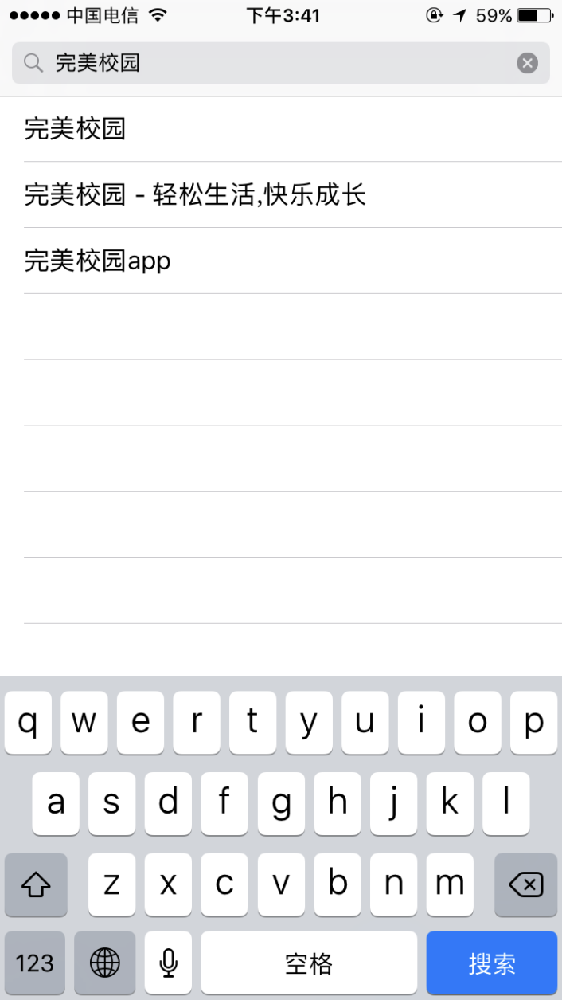 中国电信 下午3:41 59%
完美校园
完美校园
完美校园 - 轻松生活,快乐成长
完美校园app
q w e r t y u i o p
a s d f g h j k l
z x c v b n m
123 空格 搜索